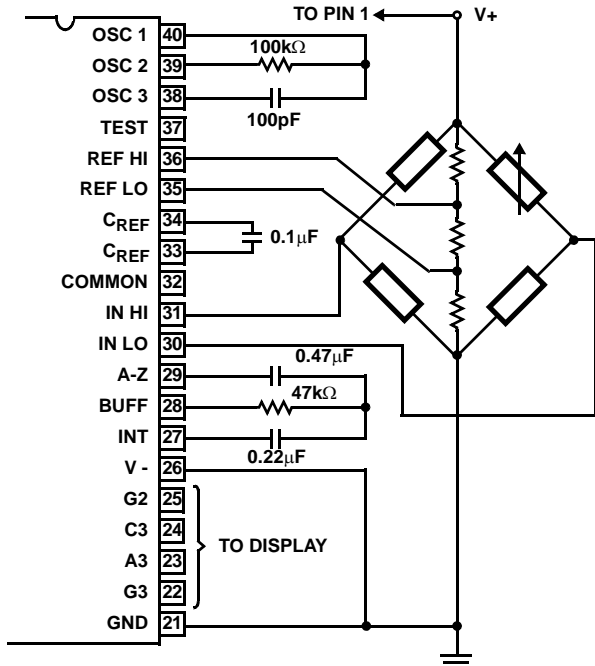 TO PIN 1 V+
OSC 1 40
100kΩ
OSC 2 39
OSC 3 38
100pF
TEST 37
REF HI 36
REF LO 35
CREF 34
0.1μF
CREF 33
COMMON 32
IN HI 31
IN LO 30
0.47μF
A-Z 29
47kΩ
BUFF 28
INT 27
0.22μF
V - 26
G2 25
C3 24
TO DISPLAY
A3 23
G3 22
GND 21